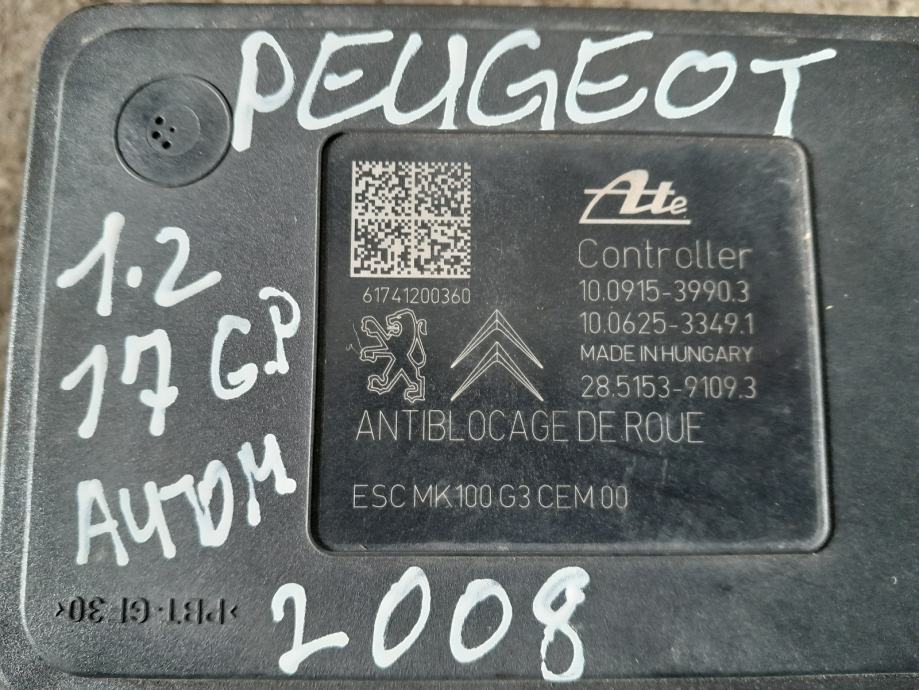 PEUGEOT
Ate
Controller
61741200360
10.0915-3990.3
10.0625-3349.1
MADE IN HUNGARY
28.5153-9109.3
ANTIBLOCAGE DE ROUE
ESC MK100 G3 CEM 00
1.2
17 GP
AUTOM
>PBT-GF30<
2008